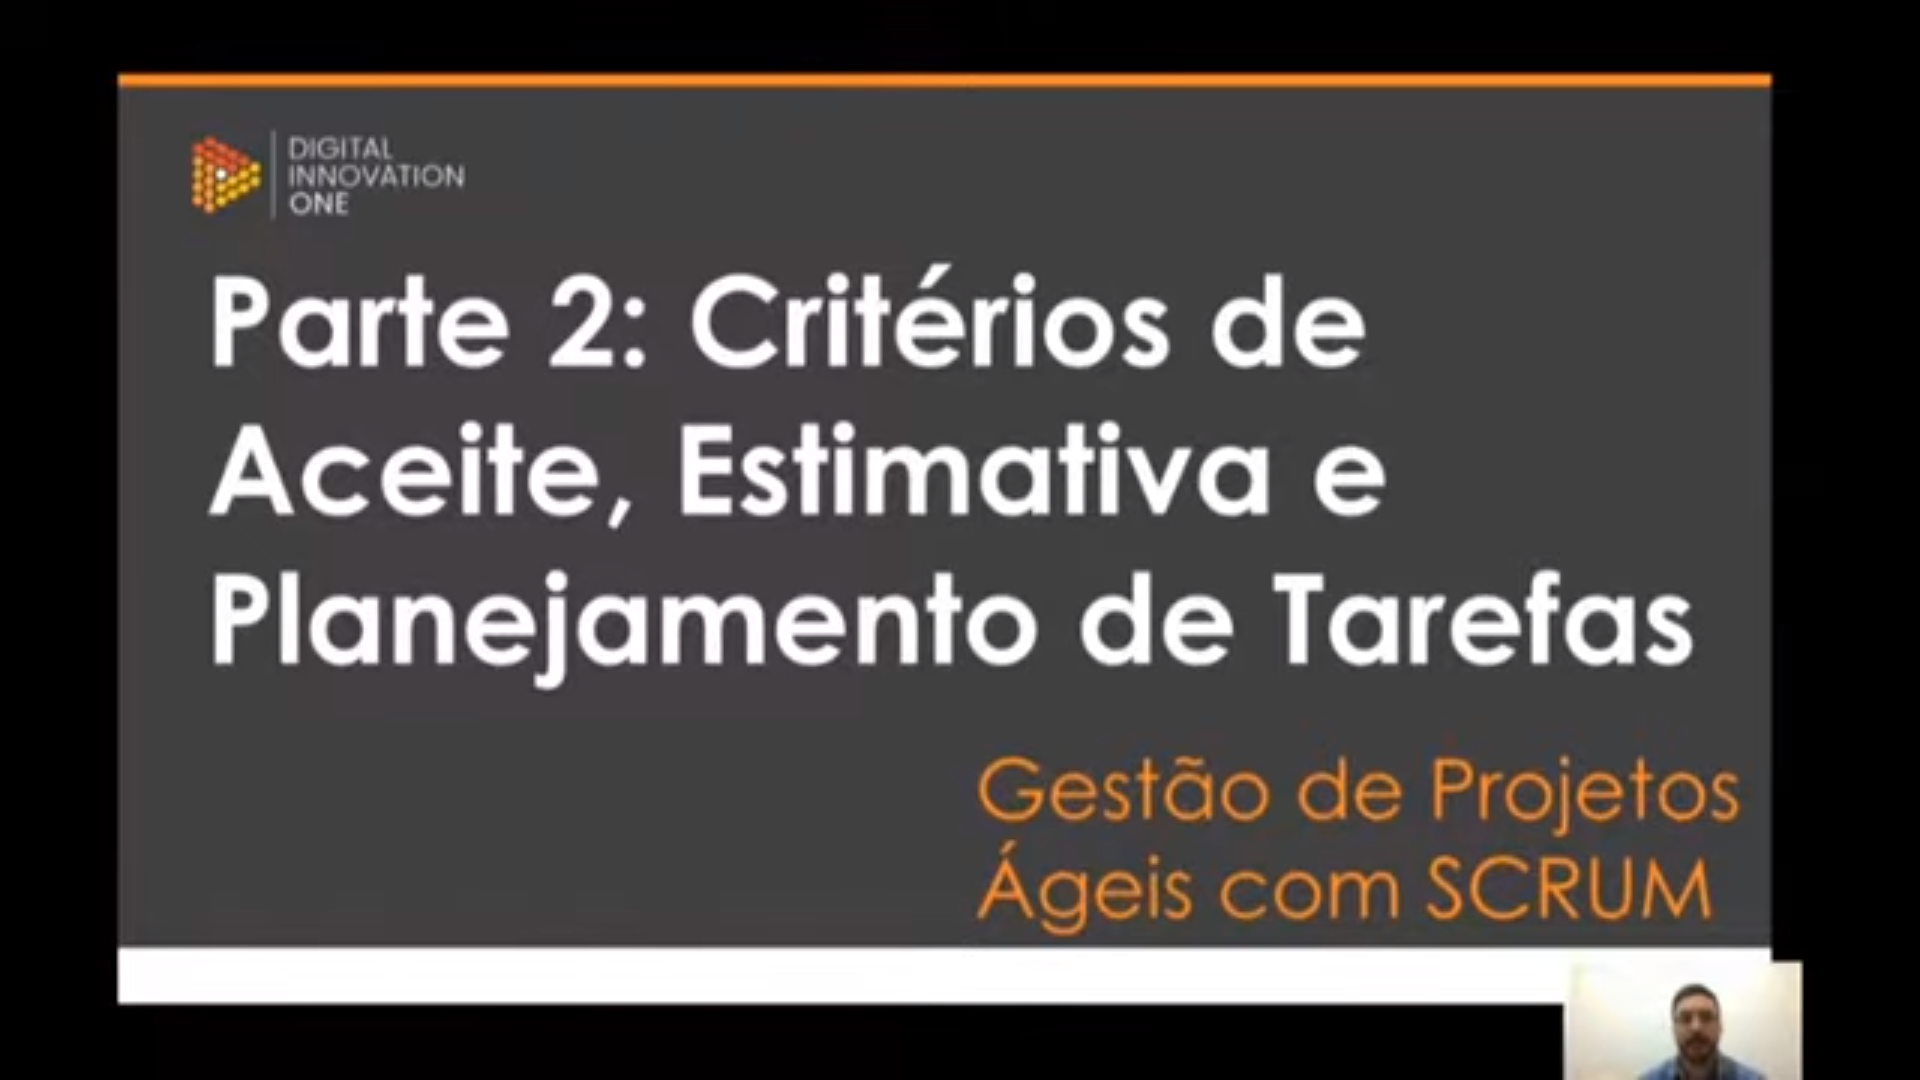 DIGITAL
INNOVATION
ONE
Parte 2: Critérios de
Aceite, Estimativa e
Planejamento de Tarefas
Gestão de Projetos
Ágeis com SCRUM